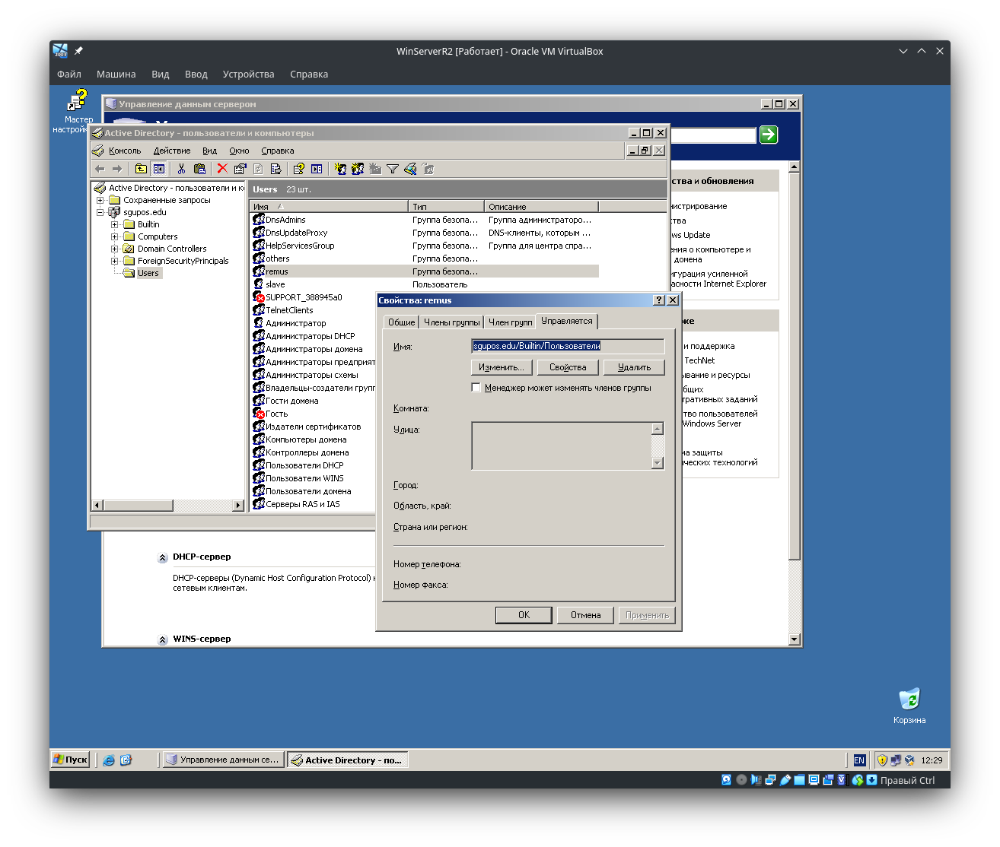 WinServerR2 [Работает] - Oracle VM VirtualBox
Файл Машина Вид Ввод Устройства Справка
Мастер
настрой
Управление данным сервером
Active Directory - пользователи и компьютеры
Консоль Действие Вид Окно Справка
Active Directory - пользователи и к
Сохраненные запросы
sgupos.edu
Builtin
Computers
Domain Controllers
ForeignSecurityPrincipals
Users
Users 23 шт.
Имя Тип Описание
DnsAdmins Группа безопа... Группа администраторо...
DnsUpdateProxy Группа безопа... DNS-клиенты, которым ...
HelpServicesGroup Группа безопа... Группа для центра спра...
others Группа безопа...
remus Группа безопа...
slave Пользователь
SUPPORT_388945a0
TelnetClients
Администратор
Администраторы DHCP
Администраторы домена
Администраторы предприят
Администраторы схемы
Владельцы-создатели групп
Гости домена
Гость
Издатели сертификатов
Компьютеры домена
Контроллеры домена
Пользователи DHCP
Пользователи WINS
Пользователи домена
Серверы RAS и IAS
Свойства: remus
Общие Члены группы Член групп Управляется
Имя: sgupos.edu/Builtin/Пользователи
Изменить... Свойства Удалить
Менеджер может изменять членов группы
Комната:
Улица:
Город:
Область, край:
Страна или регион:
Номер телефона:
Номер факса:
OK Отмена Применить
ства и обновления
нистрирование
тва
ws Update
ния о компьютере и
домена
игурация усиленной
асности Internet Explorer
же
и поддержка
TechNet
ывание и ресурсы
бщих
тративных заданий
тво пользователей
Windows Server
ма защиты
ческих технологий
DHCP-сервер
DHCP-серверы (Dynamic Host Configuration Protocol)
сетевым клиентам.
WINS-сервер
Корзина
Пуск Управление данным се... Active Directory - по... EN 12:29
Правый Ctrl